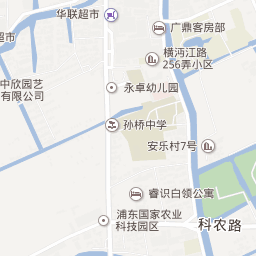 华联超市
广鼎客房部
超市
横沔江路
256弄小区
中欣园艺
有限公司
永卓幼儿园
孙桥中学
安乐村7号
睿识白领公寓
浦东国家农业
科技园区
科农路